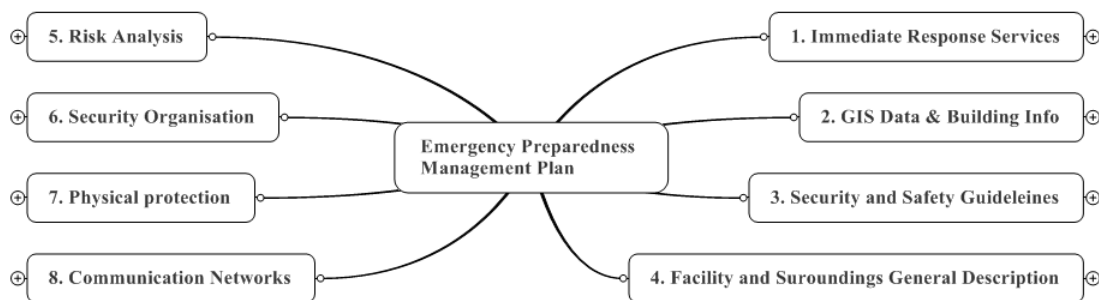 5. Risk Analysis
1. Immediate Response Services
6. Security Organisation
2. GIS Data & Building Info
Emergency Preparedness
Management Plan
7. Physical protection
3. Security and Safety Guideleines
8. Communication Networks
4. Facility and Suroundings General Description